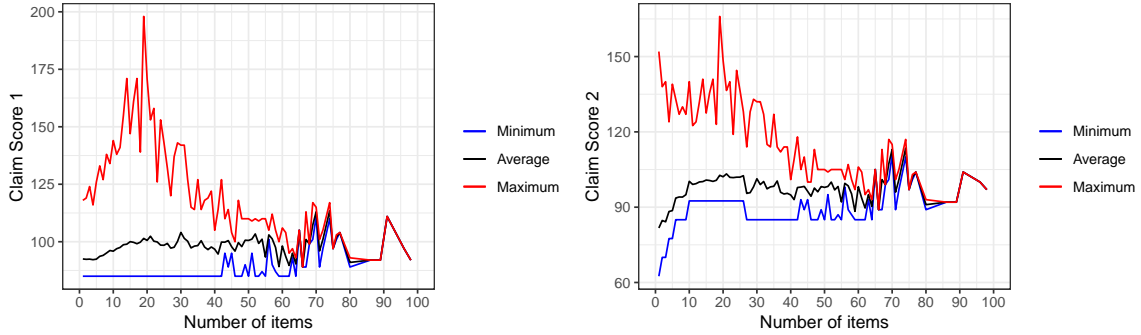 200
175
150
125
100
Claim Score 1
0 10 20 30 40 50 60 70 80 90 100
Number of items
Minimum
Average
Maximum
150
120
90
60
Claim Score 2
0 10 20 30 40 50 60 70 80 90 100
Number of items
Minimum
Average
Maximum